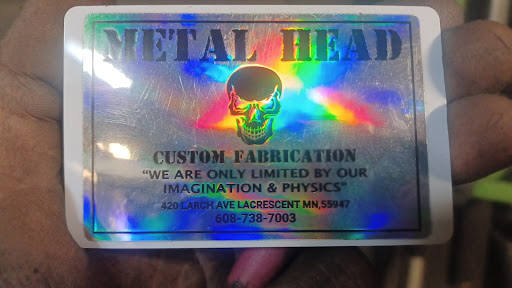 METAL HEAD
CUSTOM FABRICATION
"WE ARE ONLY LIMITED BY OUR
IMAGINATION & PHYSICS"
420 LARCH AVE LACRESCENT MN,55947
608-738-7003